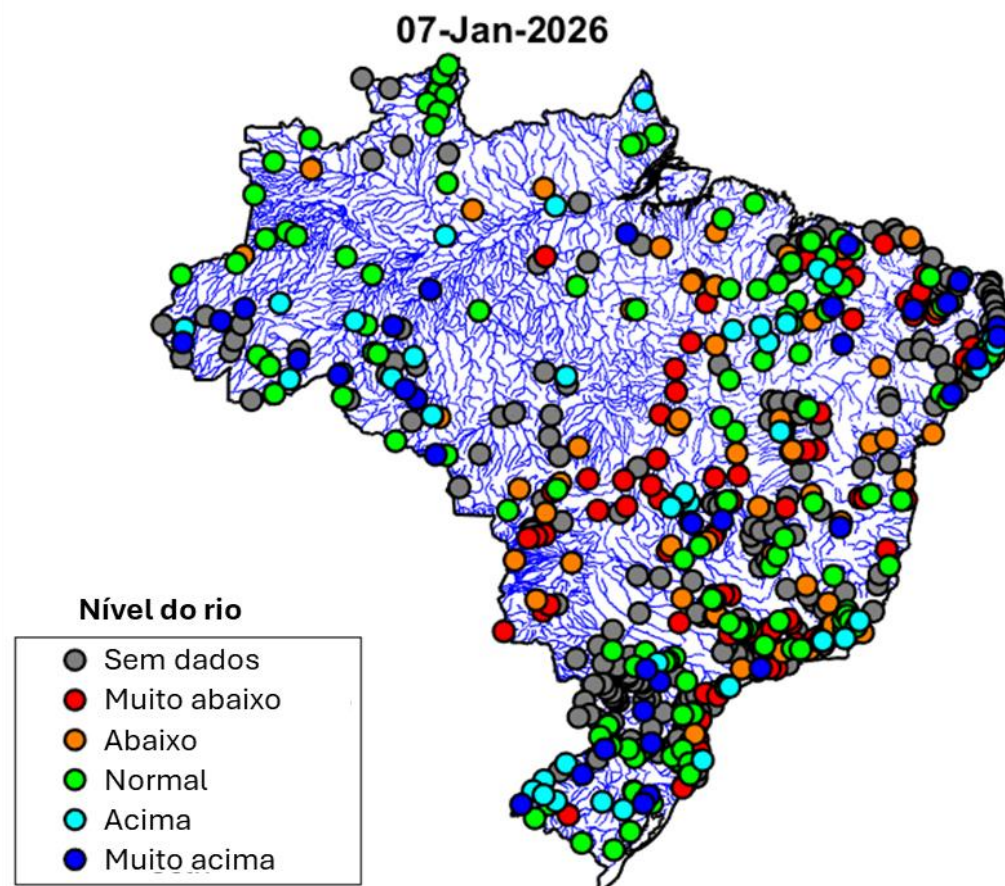 07-Jan-2026
Nível do rio
Sem dados
Muito abaixo
Abaixo
Normal
Acima
Muito acima